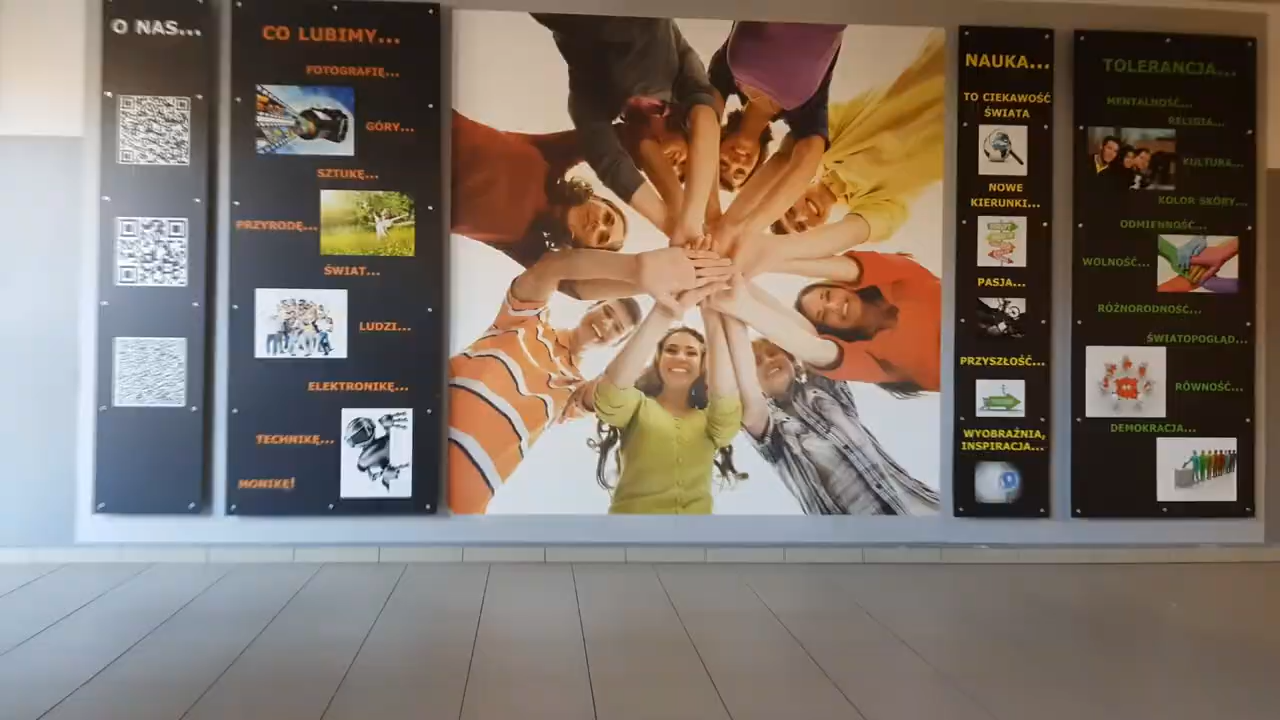 O NAS...
CO LUBIMY...
FOTOGRAFIĘ...
GÓRY...
SZTUKĘ...
PRZYRODĘ...
ŚWIAT...
LUDZI...
ELEKTRONIKĘ...
TECHNIKĘ...
MONIKĘ!
NAUKA...
TO CIEKAWOŚĆ
ŚWIATA
NOWE
KIERUNKI...
PASJA...
PRZYSZŁOŚĆ...
WYOBRAŹNIA,
INSPIRACJA...
TOLERANCJA...
MENTALNOŚĆ...
RELIGIA...
KULTURA...
KOLOR SKÓRY...
ODMIENNOŚĆ...
WOLNOŚĆ...
RÓŻNORODNOŚĆ...
ŚWIATOPOGLĄD...
RÓWNOŚĆ...
DEMOKRACJA...